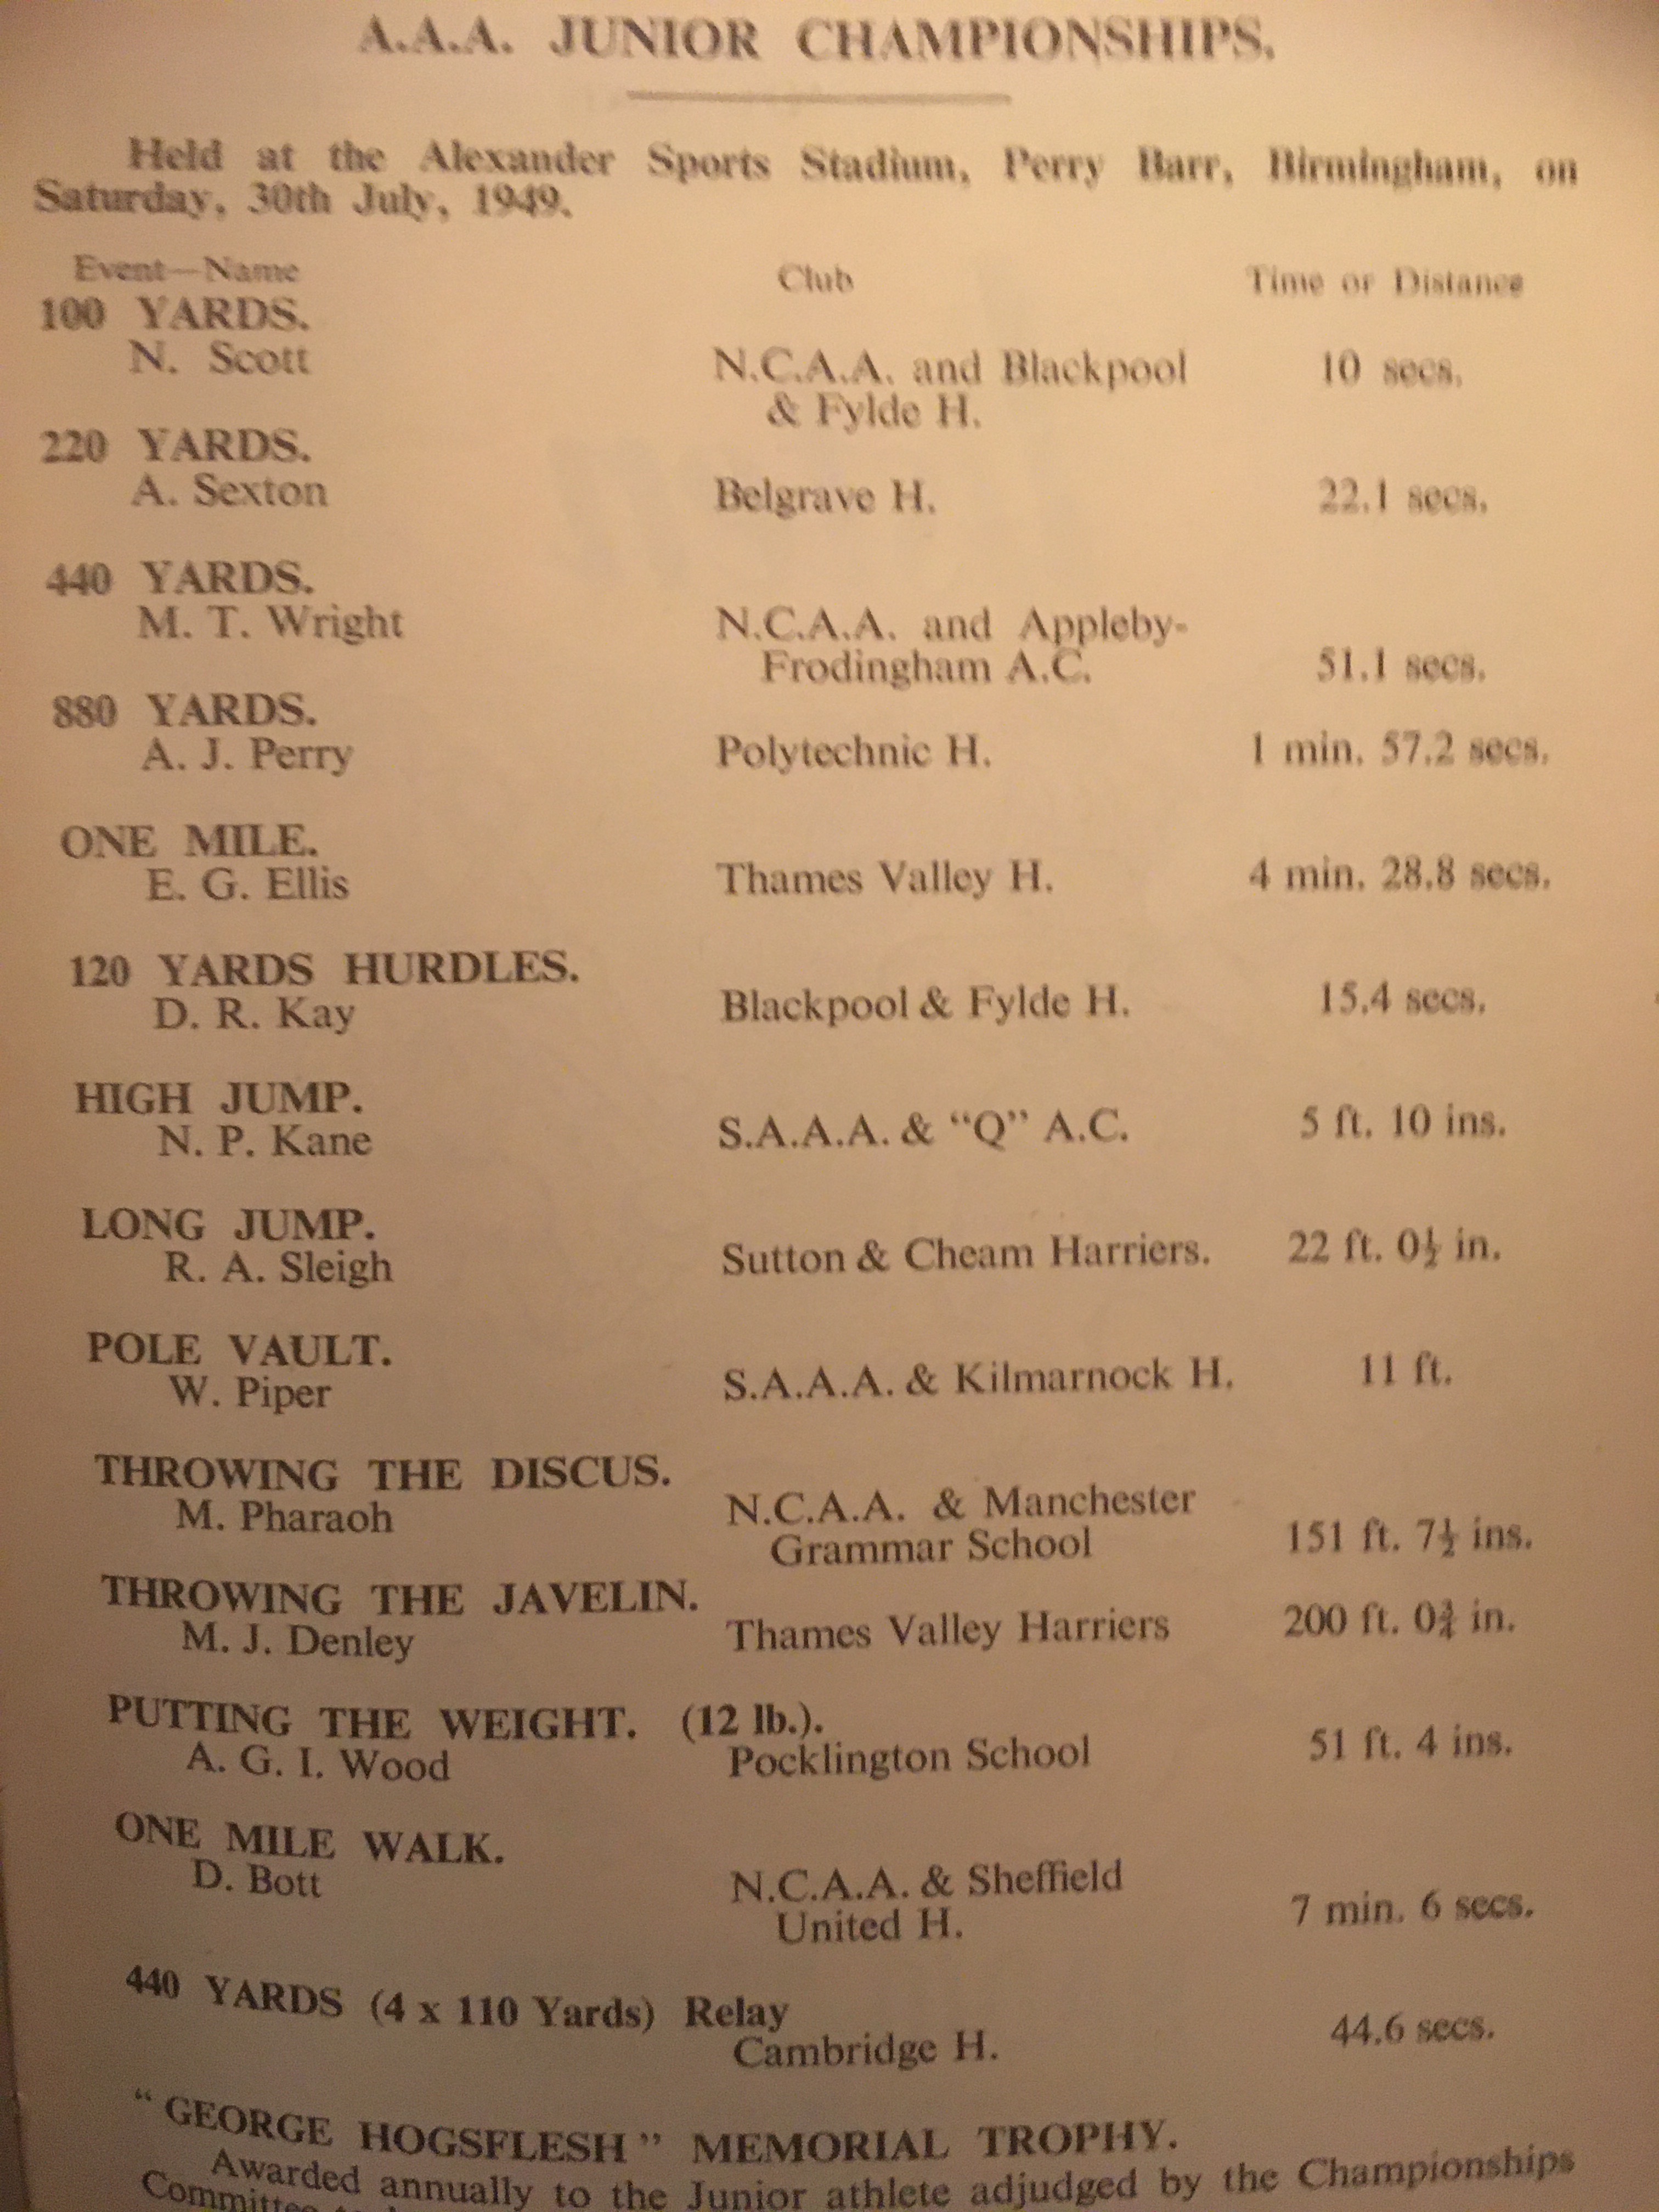 A.A.A. JUNIOR CHAMPIONSHIPS.
Held at the Alexander Sports Stadium, Perry Barr, Birmingham, on
Saturday, 30th July, 1949.
Event—Name Club Time or Distance
100 YARDS.
N. Scott N.C.A.A. and Blackpool 10 secs.
& Fylde H.
220 YARDS.
A. Sexton Belgrave H. 22.1 secs.
440 YARDS.
M. T. Wright N.C.A.A. and Appleby-
Frodingham A.C. 51.1 secs.
880 YARDS.
A. J. Perry Polytechnic H. 1 min. 57.2 secs.
ONE MILE.
E. G. Ellis Thames Valley H. 4 min. 28.8 secs.
120 YARDS HURDLES.
D. R. Kay Blackpool & Fylde H. 15.4 secs.
HIGH JUMP.
N. P. Kane S.A.A.A. & “Q” A.C. 5 ft. 10 ins.
LONG JUMP.
R. A. Sleigh Sutton & Cheam Harriers. 22 ft. 0½ in.
POLE VAULT.
W. Piper S.A.A.A. & Kilmarnock H. 11 ft.
THROWING THE DISCUS.
M. Pharaoh N.C.A.A. & Manchester
Grammar School 151 ft. 7½ ins.
THROWING THE JAVELIN.
M. J. Denley Thames Valley Harriers 200 ft. 0¾ in.
PUTTING THE WEIGHT. (12 lb.).
A. G. I. Wood Pocklington School 51 ft. 4 ins.
ONE MILE WALK.
D. Bott N.C.A.A. & Sheffield
United H. 7 min. 6 secs.
440 YARDS (4 x 110 Yards) Relay
Cambridge H. 44.6 secs.
“GEORGE HOGSFLESH” MEMORIAL TROPHY.
Awarded annually to the Junior athlete adjudged by the Championships
Committee